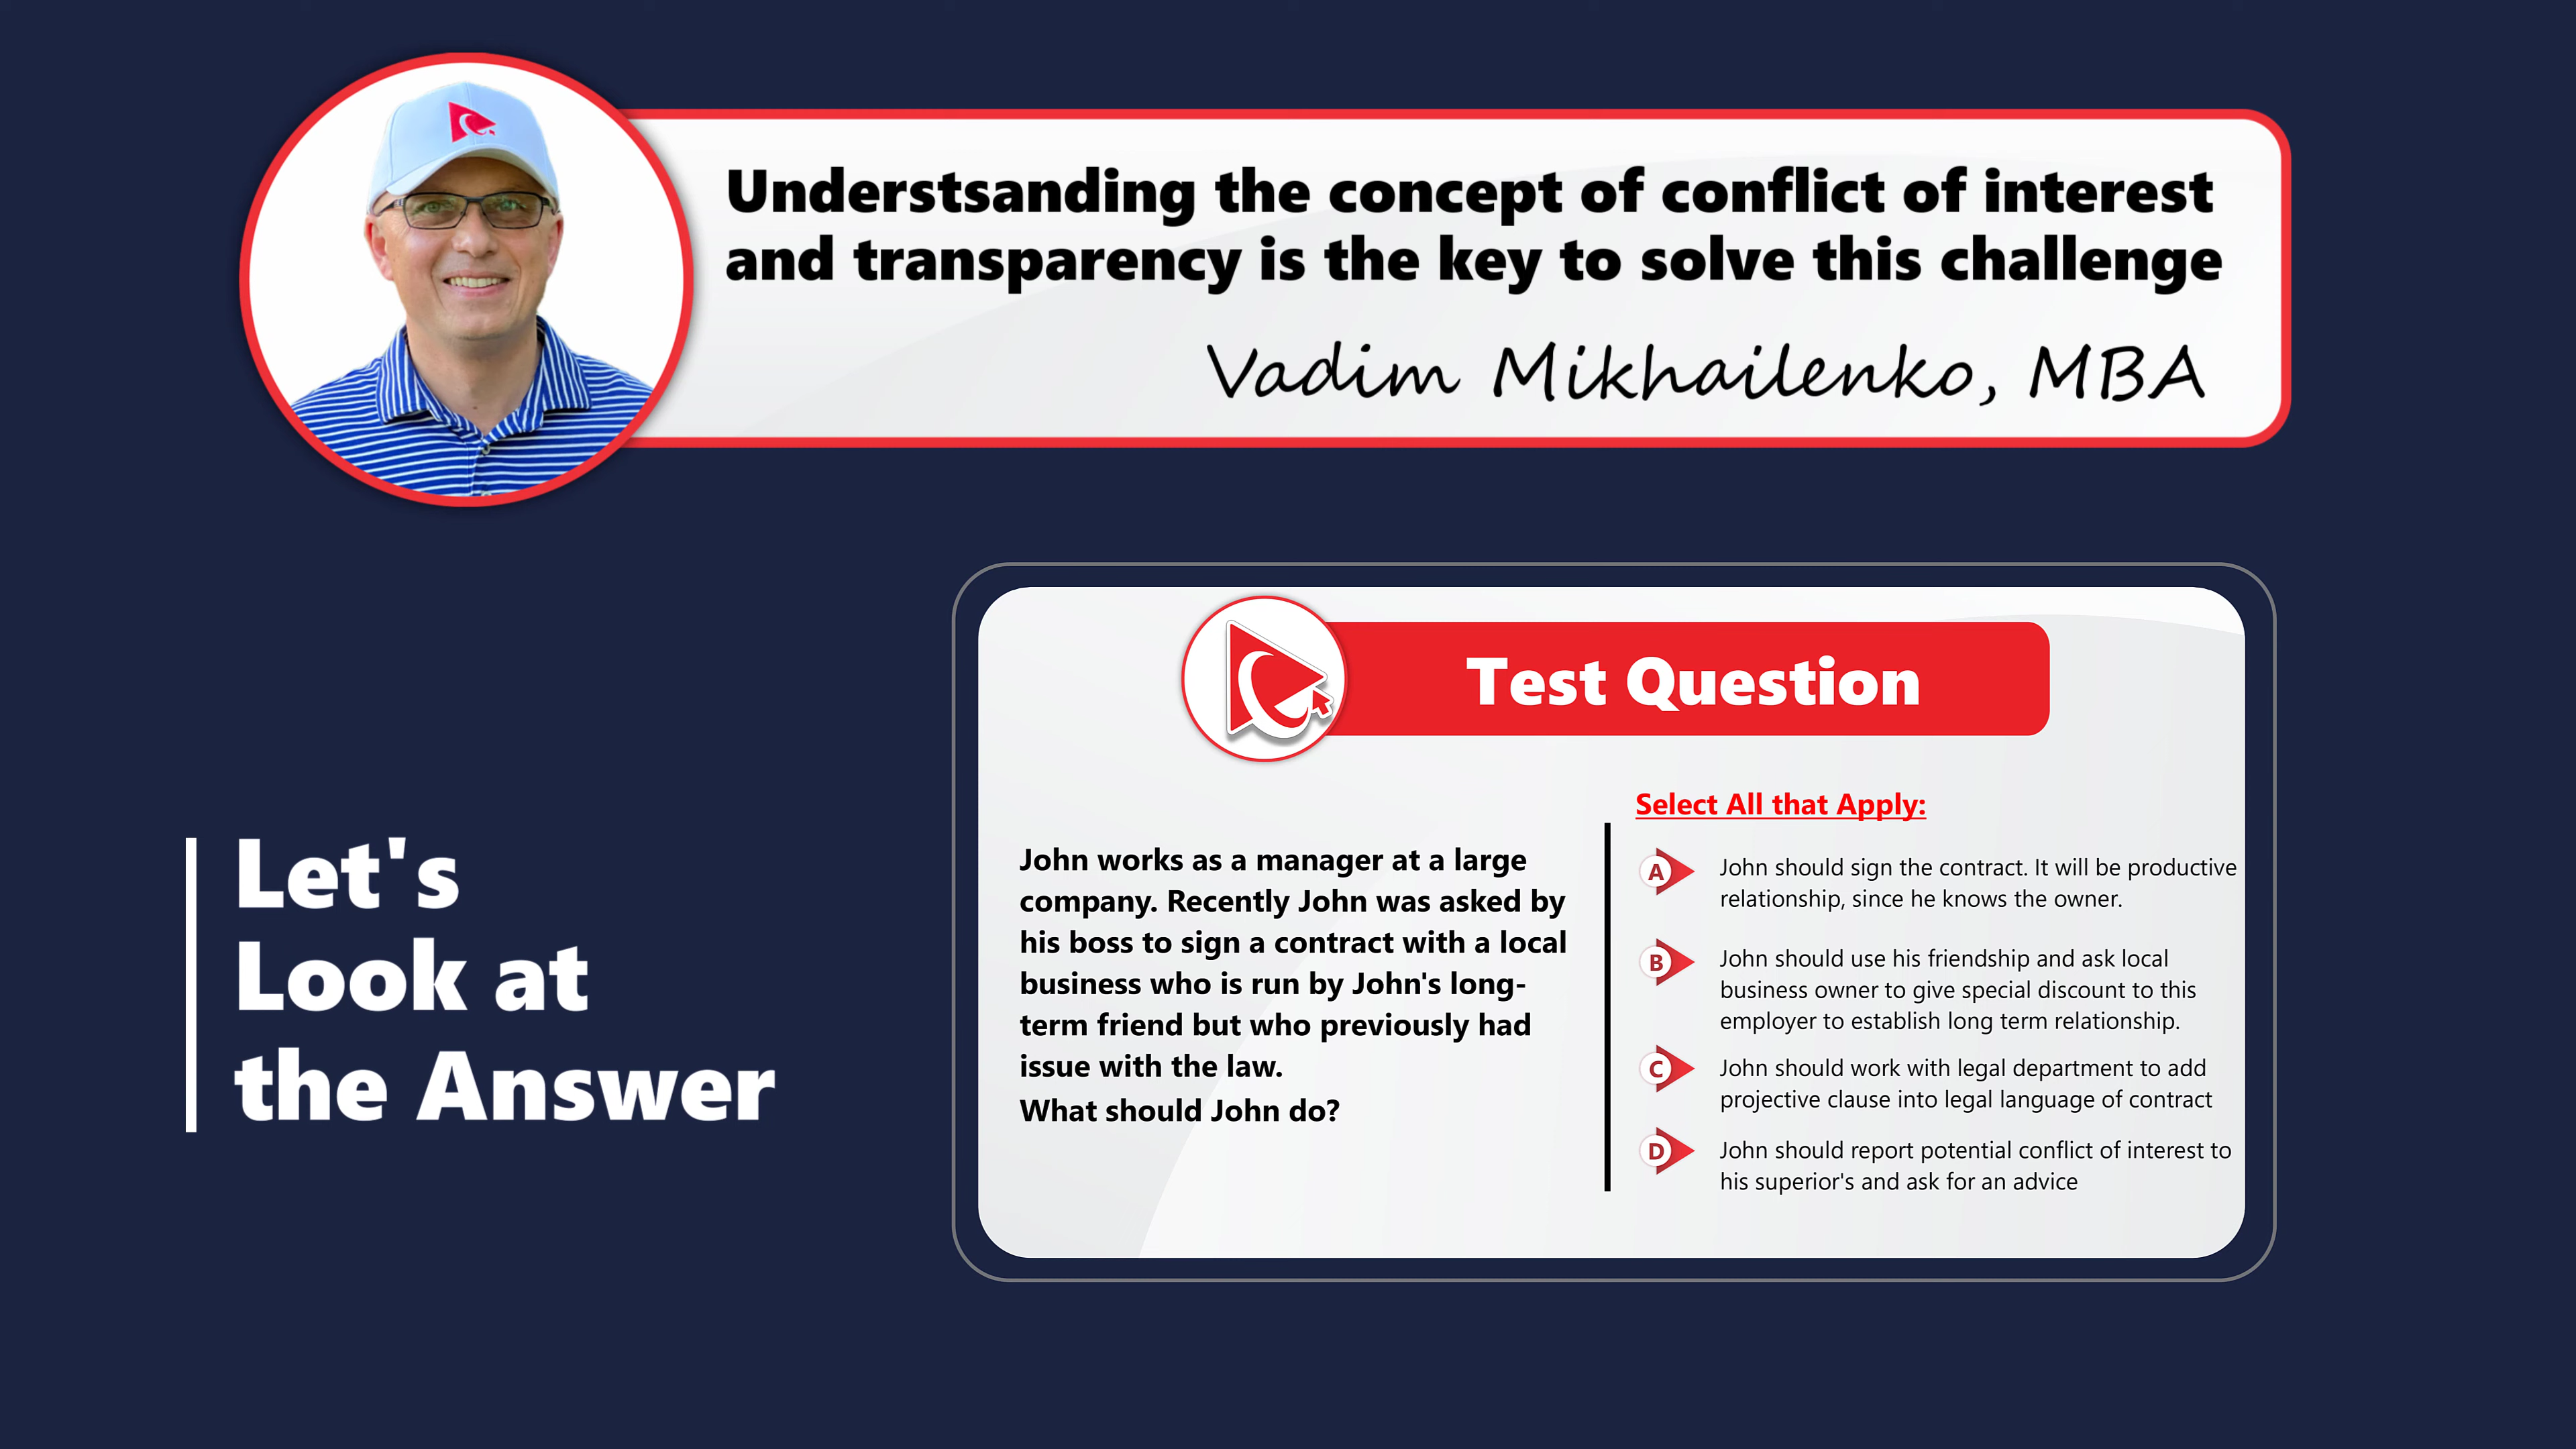 Understsanding the concept of conflict of interest
and transparency is the key to solve this challenge
Vadim Mikhailenko, MBA
Let's
Look at
the Answer
Test Question
John works as a manager at a large
company. Recently John was asked by
his boss to sign a contract with a local
business who is run by John's long-
term friend but who previously had
issue with the law.
What should John do?
Select All that Apply:
A John should sign the contract. It will be productive
relationship, since he knows the owner.
B John should use his friendship and ask local
business owner to give special discount to this
employer to establish long term relationship.
C John should work with legal department to add
projective clause into legal language of contract
D John should report potential conflict of interest to
his superior's and ask for an advice